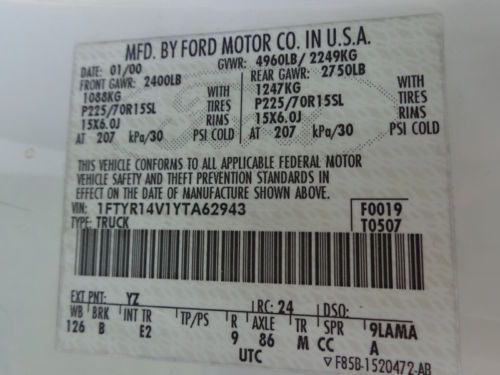 MFD. BY FORD MOTOR CO. IN U.S.A.
DATE: 01/00 GVWR: 4960LB/ 2249KG
FRONT GAWR: 2400LB REAR GAWR: 2750LB
1088KG WITH 1247KG WITH
P225/70R15SL TIRES P225/70R15SL TIRES
15X6.0J RIMS 15X6.0J RIMS
AT 207 kPa/30 PSI COLD AT 207 kPa/30 PSI COLD
THIS VEHICLE CONFORMS TO ALL APPLICABLE FEDERAL MOTOR
VEHICLE SAFETY AND THEFT PREVENTION STANDARDS IN
EFFECT ON THE DATE OF MANUFACTURE SHOWN ABOVE.
VIN: 1FTYR14V1YTA62943 F0019
TYPE: TRUCK T0507
EXT PNT: YZ RC: 24 DSO:
WB BRK INT TR TP/PS R AXLE TR SPR 9LAMA
126 B E2 9 86 M CC A
UTC
▽ F85B-1520472-AB